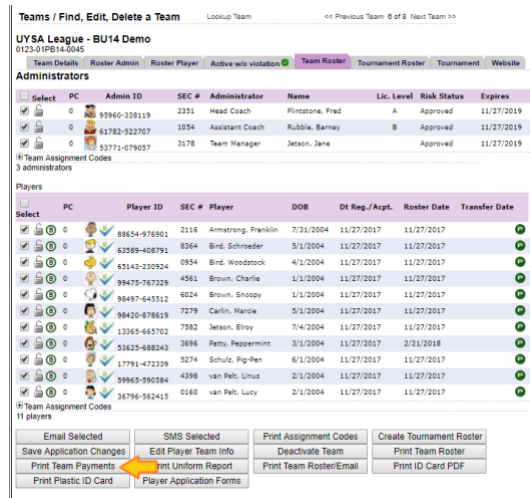 Teams / Find, Edit, Delete a Team Lookup Team << Previous Team 6 of 8 Next Team >>
UYSA League - BU14 Demo
0123-01PB14-0045
Team Details Roster Admin Roster Player Active w/o violation Team Roster Tournament Roster Tournament Website
Administrators
Select PC Admin ID SEC # Administrator Name Lic. Level Risk Status Expires
0 95960-338119 2351 Head Coach Flintstone, Fred A Approved 11/27/2019
0 61782-522707 1054 Assistant Coach Rubble, Barney B Approved 11/27/2019
0 53771-079057 3178 Team Manager Jetson, Jane Approved 11/27/2019
Team Assignment Codes
3 administrators
Players
Select PC Player ID SEC # Player DOB Dt Reg./Acpt. Roster Date Transfer Date
B 0 88654-976901 2116 Armstrong, Franklin 7/31/2004 11/27/2017 11/27/2017 P
B 0 63589-408791 8364 Bird, Schroeder 5/1/2004 11/27/2017 11/27/2017 P
B 0 65143-230924 0954 Bird, Woodstock 4/1/2004 11/27/2017 11/27/2017 P
B 0 99475-767329 4561 Brown, Charlie 1/1/2004 11/27/2017 11/27/2017 P
B 0 98497-645512 6024 Brown, Snoopy 1/1/2004 11/27/2017 11/27/2017 P
B 0 98420-878619 7279 Carlin, Marcie 5/1/2004 11/27/2017 11/27/2017 P
B 0 13365-665702 7582 Jetson, Elroy 7/4/2004 11/27/2017 11/27/2017 P
B 0 53625-688243 3696 Patty, Peppermint 3/1/2004 11/27/2017 2/21/2018 P
B 0 17791-472339 5274 Schulz, Pig-Pen 6/1/2004 11/27/2017 11/27/2017 P
B 0 59965-590584 4398 van Pelt, Linus 2/1/2004 11/27/2017 11/27/2017 P
B 0 36796-562415 0160 van Pelt, Lucy 2/1/2004 11/27/2017 11/27/2017 P
Team Assignment Codes
11 players
Email Selected SMS Selected Print Assignment Codes Create Tournament Roster
Save Application Changes Edit Player Team Info Deactivate Team Print Team Roster
Print Team Payments Print Uniform Report Print Team Roster/Email Print ID Card PDF
Print Plastic ID Card Player Application Forms